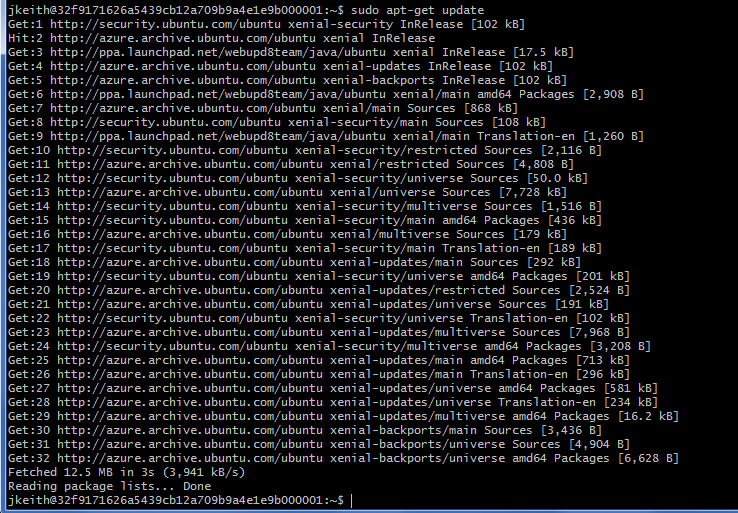 jkeith@32f9171626a5439cb12a709b9a4e1e9b000001:~$ sudo apt-get update
Get:1 http://security.ubuntu.com/ubuntu xenial-security InRelease [102 kB]
Hit:2 http://azure.archive.ubuntu.com/ubuntu xenial InRelease
Get:3 http://ppa.launchpad.net/webupd8team/java/ubuntu xenial InRelease [17.5 kB]
Get:4 http://azure.archive.ubuntu.com/ubuntu xenial-updates InRelease [102 kB]
Get:5 http://azure.archive.ubuntu.com/ubuntu xenial-backports InRelease [102 kB]
Get:6 http://ppa.launchpad.net/webupd8team/java/ubuntu xenial/main amd64 Packages [2,908 B]
Get:7 http://azure.archive.ubuntu.com/ubuntu xenial/main Sources [868 kB]
Get:8 http://security.ubuntu.com/ubuntu xenial-security/main Sources [108 kB]
Get:9 http://ppa.launchpad.net/webupd8team/java/ubuntu xenial/main Translation-en [1,260 B]
Get:10 http://security.ubuntu.com/ubuntu xenial-security/restricted Sources [2,116 B]
Get:11 http://azure.archive.ubuntu.com/ubuntu xenial/restricted Sources [4,808 B]
Get:12 http://security.ubuntu.com/ubuntu xenial-security/universe Sources [50.0 kB]
Get:13 http://azure.archive.ubuntu.com/ubuntu xenial/universe Sources [7,728 kB]
Get:14 http://security.ubuntu.com/ubuntu xenial-security/multiverse Sources [1,516 B]
Get:15 http://security.ubuntu.com/ubuntu xenial-security/main amd64 Packages [436 kB]
Get:16 http://azure.archive.ubuntu.com/ubuntu xenial/multiverse Sources [179 kB]
Get:17 http://security.ubuntu.com/ubuntu xenial-security/main Translation-en [189 kB]
Get:18 http://azure.archive.ubuntu.com/ubuntu xenial-updates/main Sources [292 kB]
Get:19 http://security.ubuntu.com/ubuntu xenial-security/universe amd64 Packages [201 kB]
Get:20 http://azure.archive.ubuntu.com/ubuntu xenial-updates/restricted Sources [2,524 B]
Get:21 http://azure.archive.ubuntu.com/ubuntu xenial-updates/universe Sources [191 kB]
Get:22 http://security.ubuntu.com/ubuntu xenial-security/universe Translation-en [102 kB]
Get:23 http://azure.archive.ubuntu.com/ubuntu xenial-updates/multiverse Sources [7,968 B]
Get:24 http://security.ubuntu.com/ubuntu xenial-security/multiverse amd64 Packages [3,208 B]
Get:25 http://azure.archive.ubuntu.com/ubuntu xenial-updates/main amd64 Packages [713 kB]
Get:26 http://azure.archive.ubuntu.com/ubuntu xenial-updates/main Translation-en [296 kB]
Get:27 http://azure.archive.ubuntu.com/ubuntu xenial-updates/universe amd64 Packages [581 kB]
Get:28 http://azure.archive.ubuntu.com/ubuntu xenial-updates/universe Translation-en [234 kB]
Get:29 http://azure.archive.ubuntu.com/ubuntu xenial-updates/multiverse amd64 Packages [16.2 kB]
Get:30 http://azure.archive.ubuntu.com/ubuntu xenial-backports/main Sources [3,436 B]
Get:31 http://azure.archive.ubuntu.com/ubuntu xenial-backports/universe Sources [4,904 B]
Get:32 http://azure.archive.ubuntu.com/ubuntu xenial-backports/universe amd64 Packages [6,628 B]
Fetched 12.5 MB in 3s (3,941 kB/s)
Reading package lists... Done
jkeith@32f9171626a5439cb12a709b9a4e1e9b000001:~$